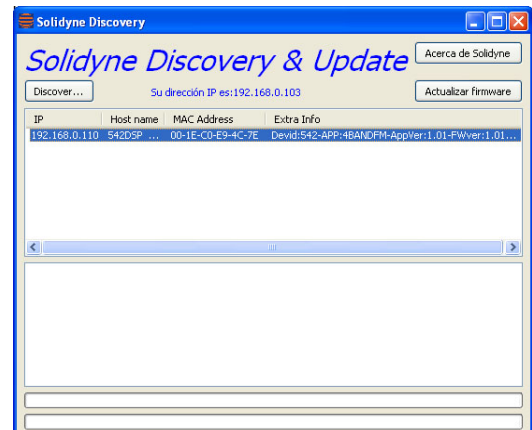 Solidyne Discovery
Solidyne Discovery & Update
Acerca de Solidyne
Discover...
Su dirección IP es:192.168.0.103
Actualizar firmware
IP Host name MAC Address Extra Info
192.168.0.110 542DSP ... 00-1E-C0-E9-4C-7E Devid:542-APP:4BANDFM-AppVer:1.01-FWver:1.01...